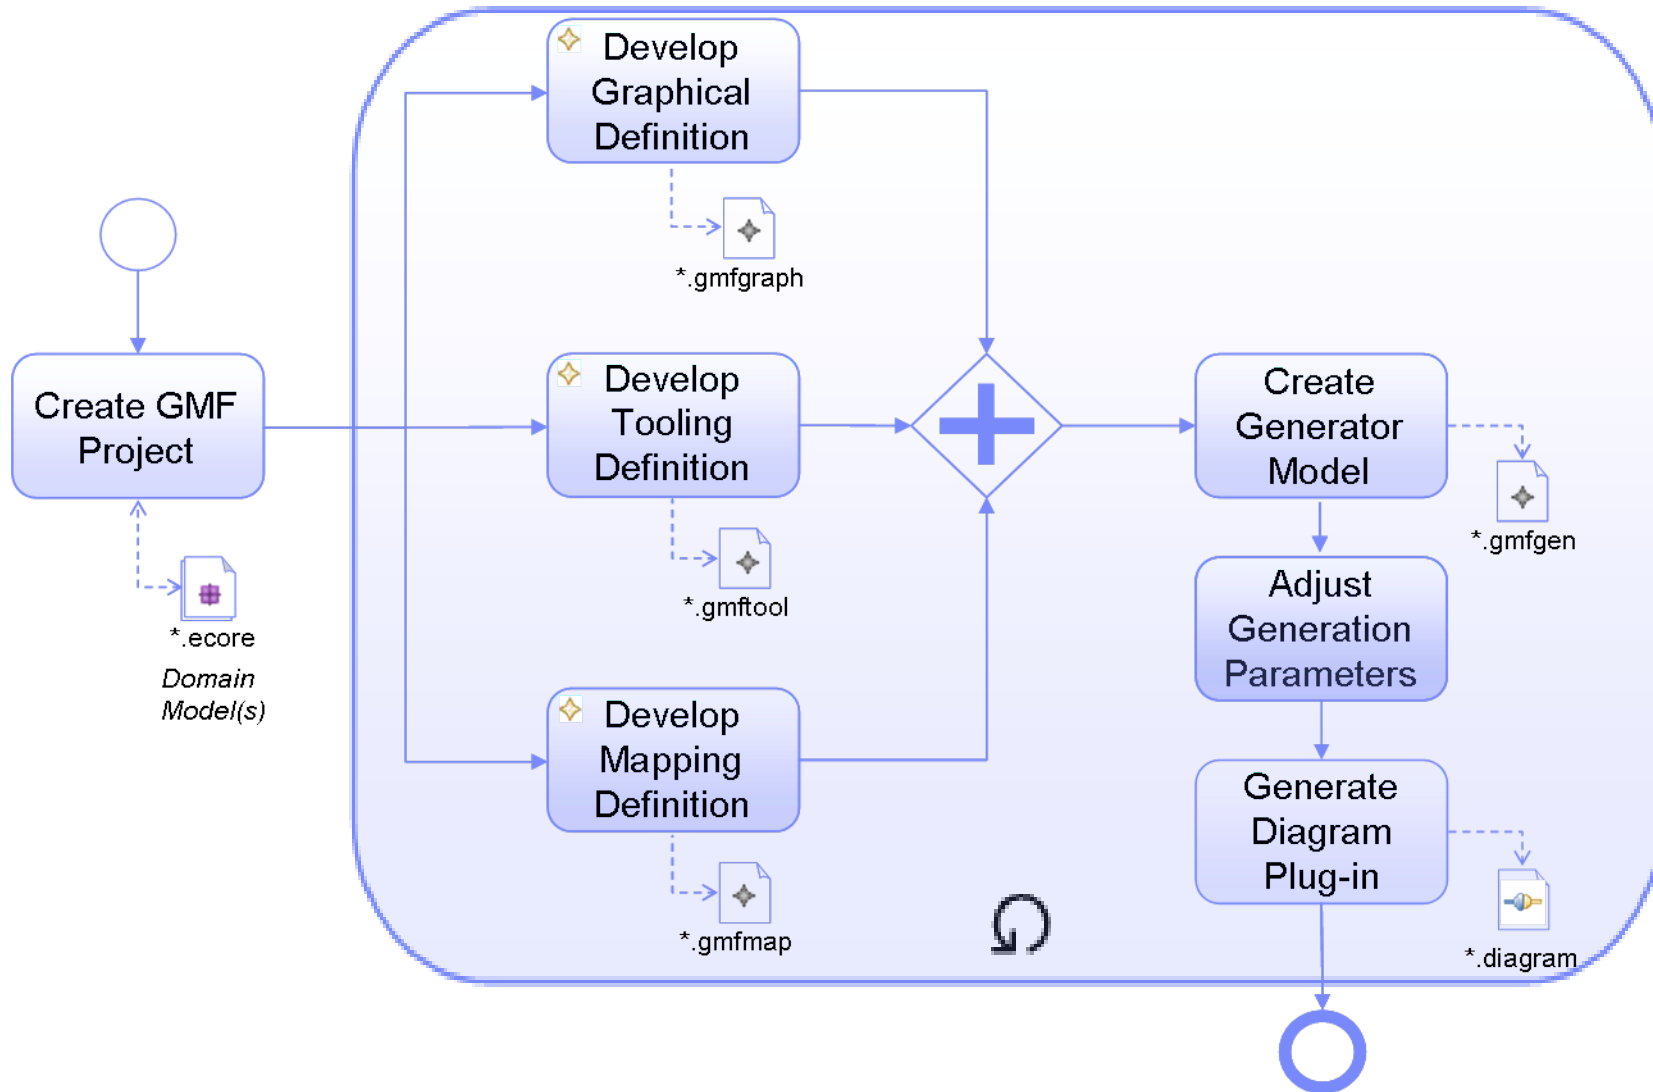 Develop
Graphical
Definition
*.gmfgraph
Create GMF
Project
*.ecore
Domain
Model(s)
Develop
Tooling
Definition
*.gmftool
Develop
Mapping
Definition
*.gmfmap
Create
Generator
Model
*.gmfgen
Adjust
Generation
Parameters
Generate
Diagram
Plug-in
*.diagram